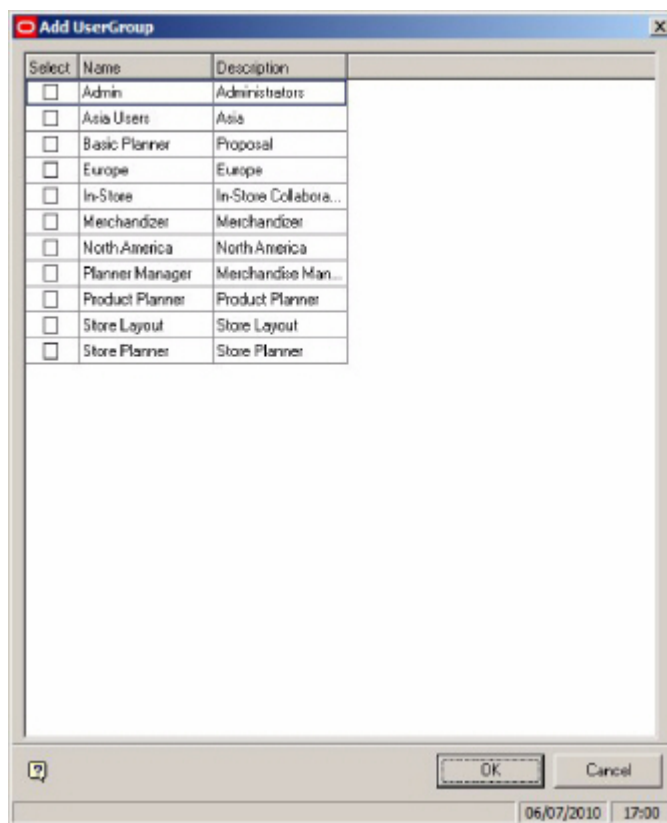 Add UserGroup
Select Name Description
Admin Administrators
Asia Users Asia
Basic Planner Proposal
Europe Europe
In-Store In-Store Collabora...
Merchandizer Merchandizer
North America North America
Planner Manager Merchandise Man...
Product Planner Product Planner
Store Layout Store Layout
Store Planner Store Planner
OK Cancel
06/07/2010 17:00